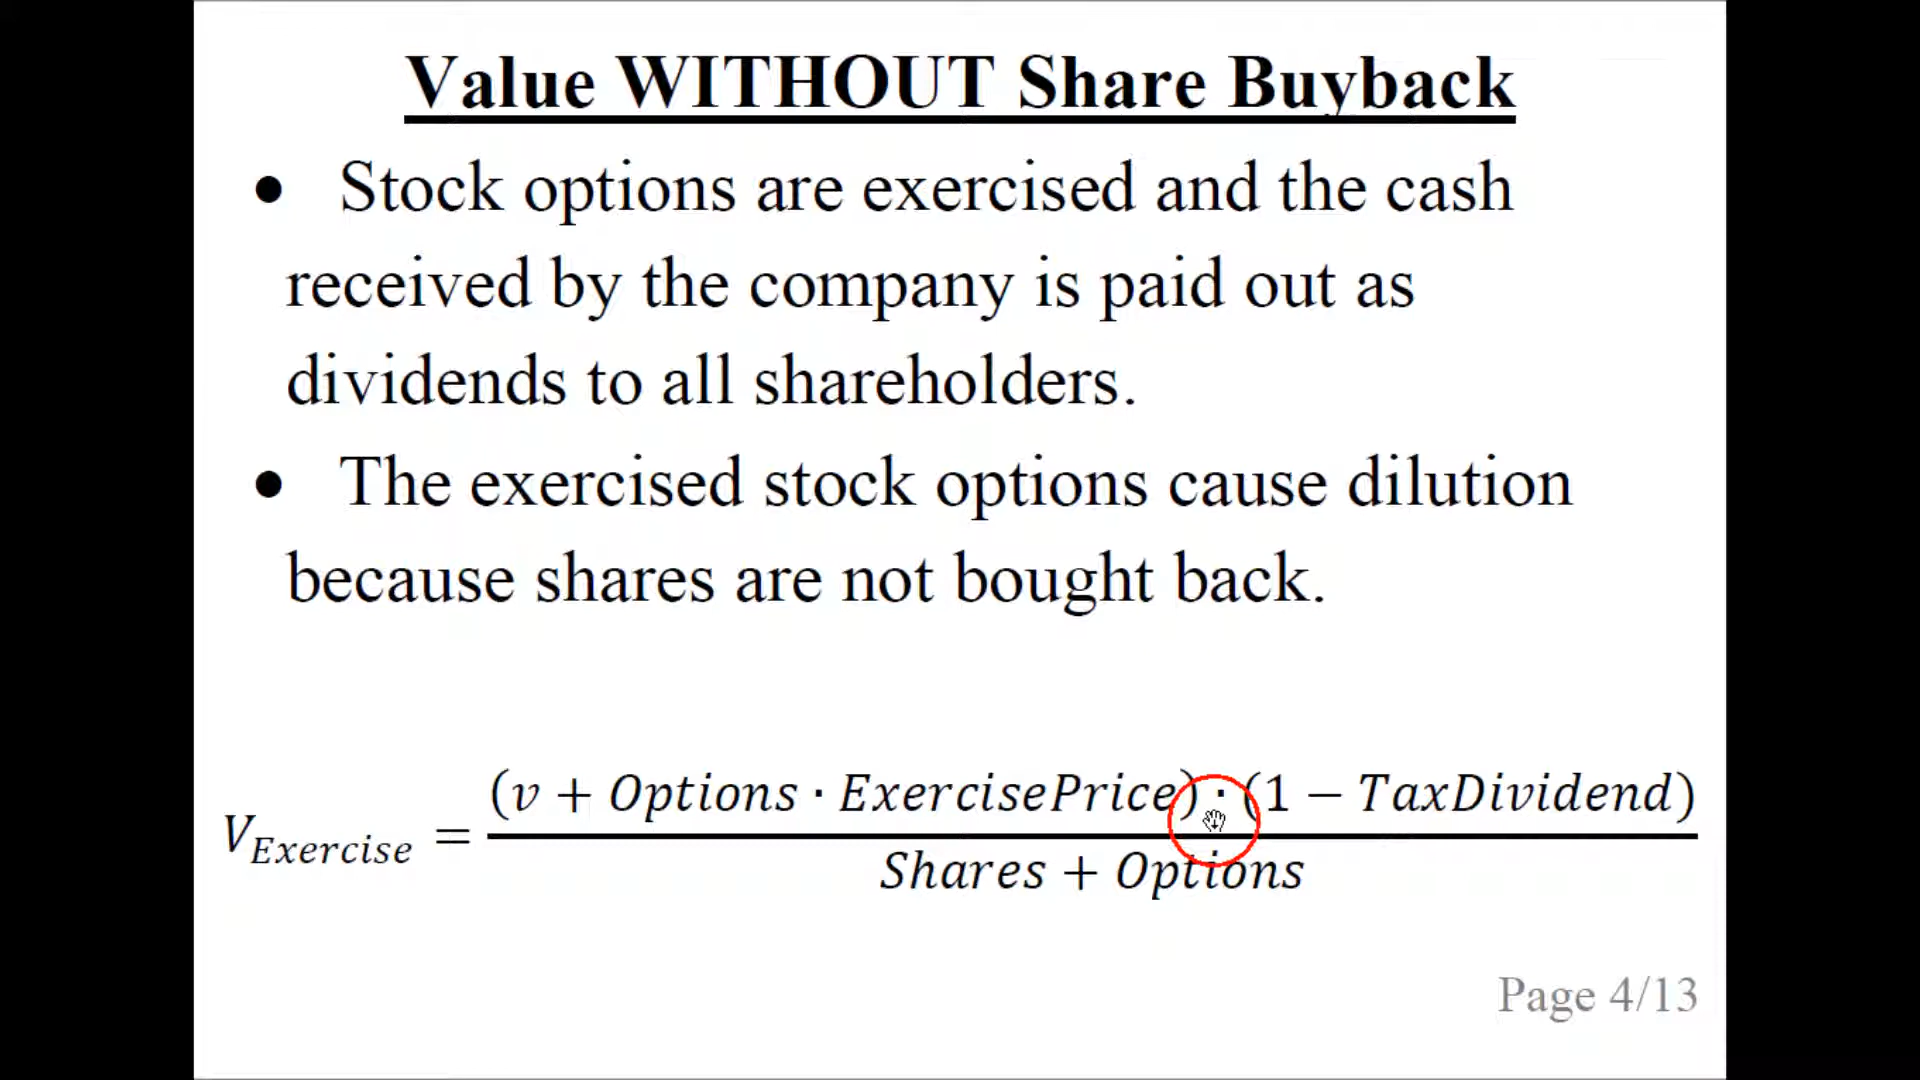 Value WITHOUT Share Buyback
● Stock options are exercised and the cash
received by the company is paid out as
dividends to all shareholders.
● The exercised stock options cause dilution
because shares are not bought back.
V_Exercise = ((v + Options · ExercisePrice) · (1 − TaxDividend)) / (Shares + Options)
Page 4/13